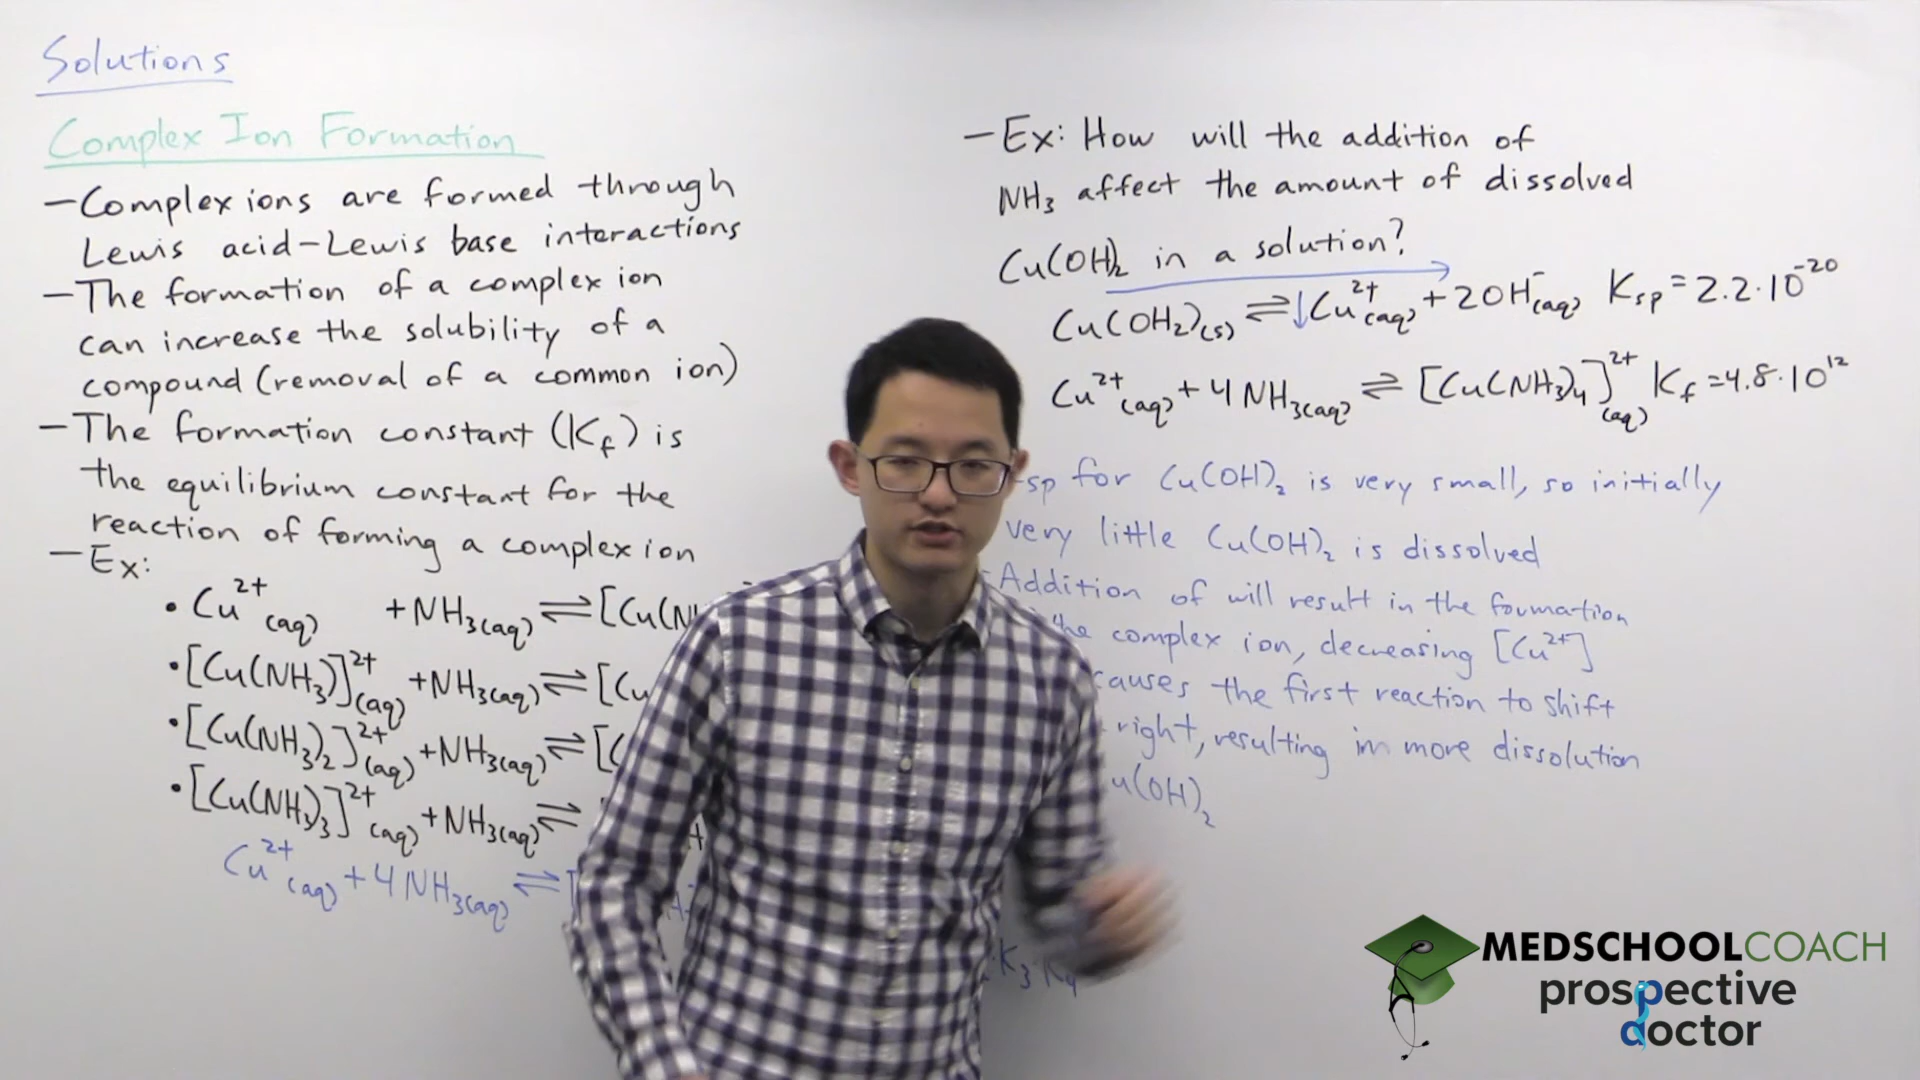 Solutions
Complex Ion Formation
- Complex ions are formed through
Lewis acid-Lewis base interactions
- The formation of a complex ion
can increase the solubility of a
compound (removal of a common ion)
- The formation constant (Kf) is
the equilibrium constant for the
reaction of forming a complex ion
- Ex:
• Cu²⁺(aq) + NH₃(aq) ⇌ [Cu(N
• [Cu(NH₃)]²⁺(aq) + NH₃(aq) ⇌ [Cu
• [Cu(NH₃)₂]²⁺(aq) + NH₃(aq) ⇌ [C
• [Cu(NH₃)₃]²⁺(aq) + NH₃(aq) ⇌
Cu²⁺(aq) + 4NH₃(aq) ⇌ [
·K₃·K₄
- Ex: How will the addition of
NH₃ affect the amount of dissolved
Cu(OH)₂ in a solution?
Cu(OH₂)(s) ⇌ ↓Cu²⁺(aq) + 2OH⁻(aq) Ksp = 2.2·10⁻²⁰
Cu²⁺(aq) + 4NH₃(aq) ⇌ [Cu(NH₃)₄]²⁺(aq) Kf = 4.8·10¹²
sp for Cu(OH)₂ is very small, so initially
very little Cu(OH)₂ is dissolved
- Addition of will result in the formation
the complex ion, decreasing [Cu²⁺]
causes the first reaction to shift
right, resulting in more dissolution
u(OH)₂
MEDSCHOOLCOACH
prospective
doctor